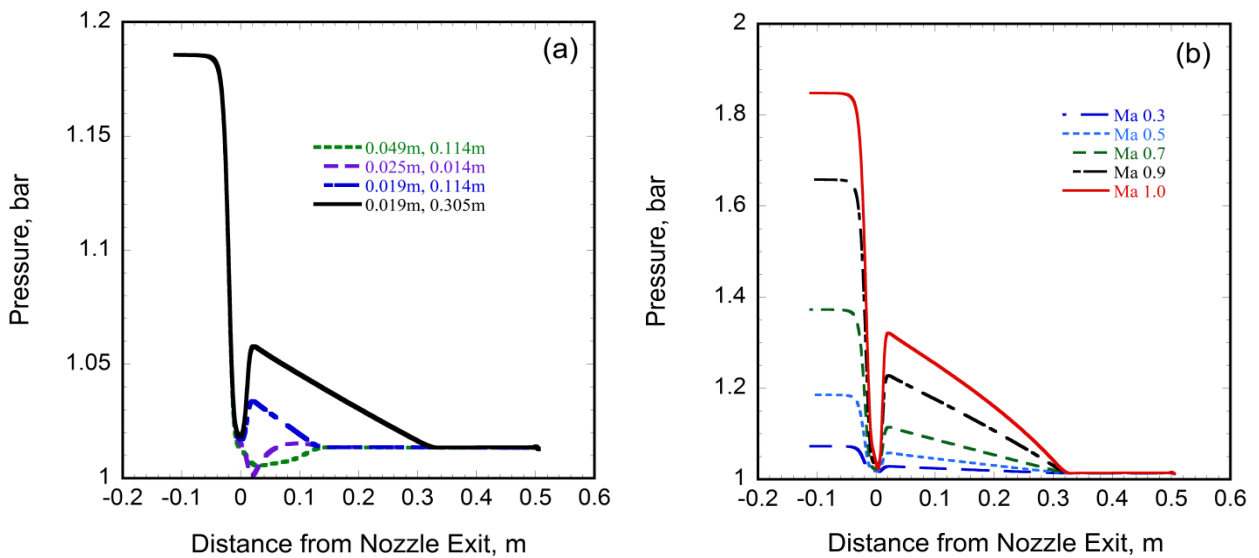 (a)
1.2
1.15
1.1
1.05
1
Pressure, bar
0.049m, 0.114m
0.025m, 0.014m
0.019m, 0.114m
0.019m, 0.305m
-0.2 -0.1 0 0.1 0.2 0.3 0.4 0.5 0.6
Distance from Nozzle Exit, m
(b)
2
1.8
1.6
1.4
1.2
1
Pressure, bar
Ma 0.3
Ma 0.5
Ma 0.7
Ma 0.9
Ma 1.0
-0.2 -0.1 0 0.1 0.2 0.3 0.4 0.5 0.6
Distance from Nozzle Exit, m